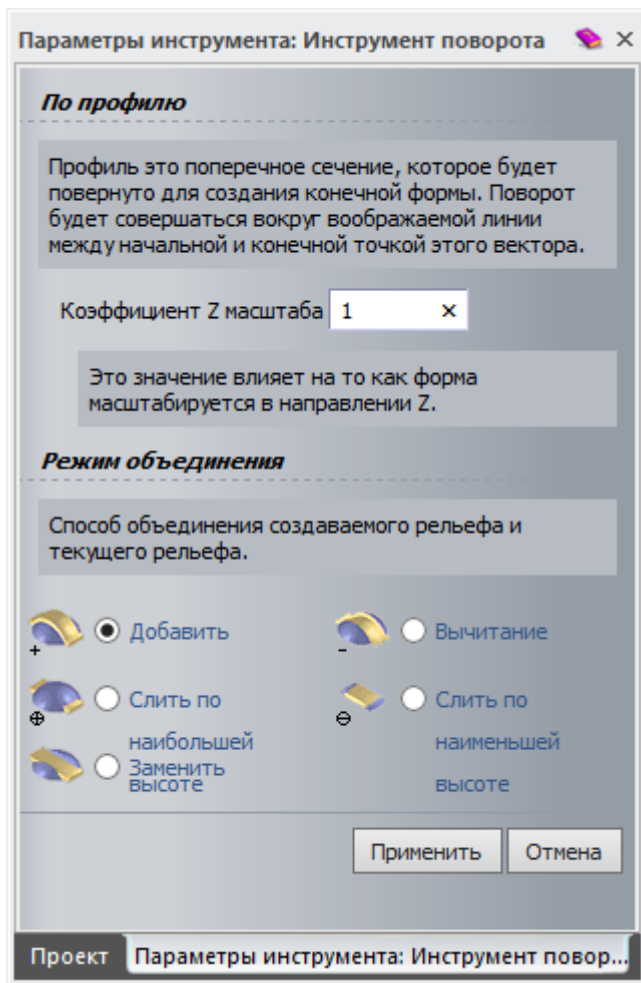 Параметры инструмента: Инструмент поворота
По профилю
Профиль это поперечное сечение, которое будет
повернуто для создания конечной формы. Поворот
будет совершаться вокруг воображаемой линии
между начальной и конечной точкой этого вектора.
Коэффициент Z масштаба 1
Это значение влияет на то как форма
масштабируется в направлении Z.
Режим объединения
Способ объединения создаваемого рельефа и
текущего рельефа.
Добавить
Вычитание
Слить по
наибольшей
высоте
Слить по
наименьшей
высоте
Заменить
Применить
Отмена
Проект
Параметры инструмента: Инструмент повор...